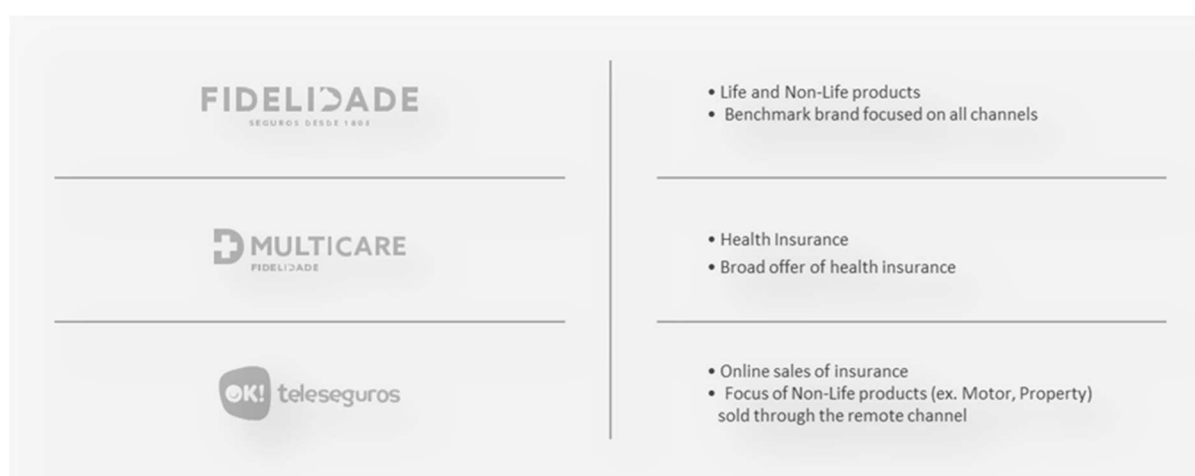 FIDELIDADE
SEGUROS DESDE 1808
• Life and Non-Life products
• Benchmark brand focused on all channels
MULTICARE
FIDELIDADE
• Health Insurance
• Broad offer of health insurance
OK! teleseguros
• Online sales of insurance
• Focus of Non-Life products (ex. Motor, Property)
sold through the remote channel